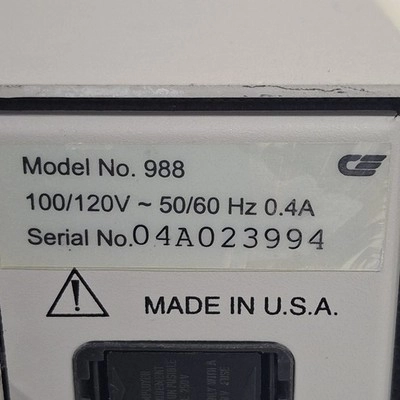 Model No. 988
100/120V ~ 50/60 Hz 0.4A
Serial No. 04A023994
MADE IN U.S.A.